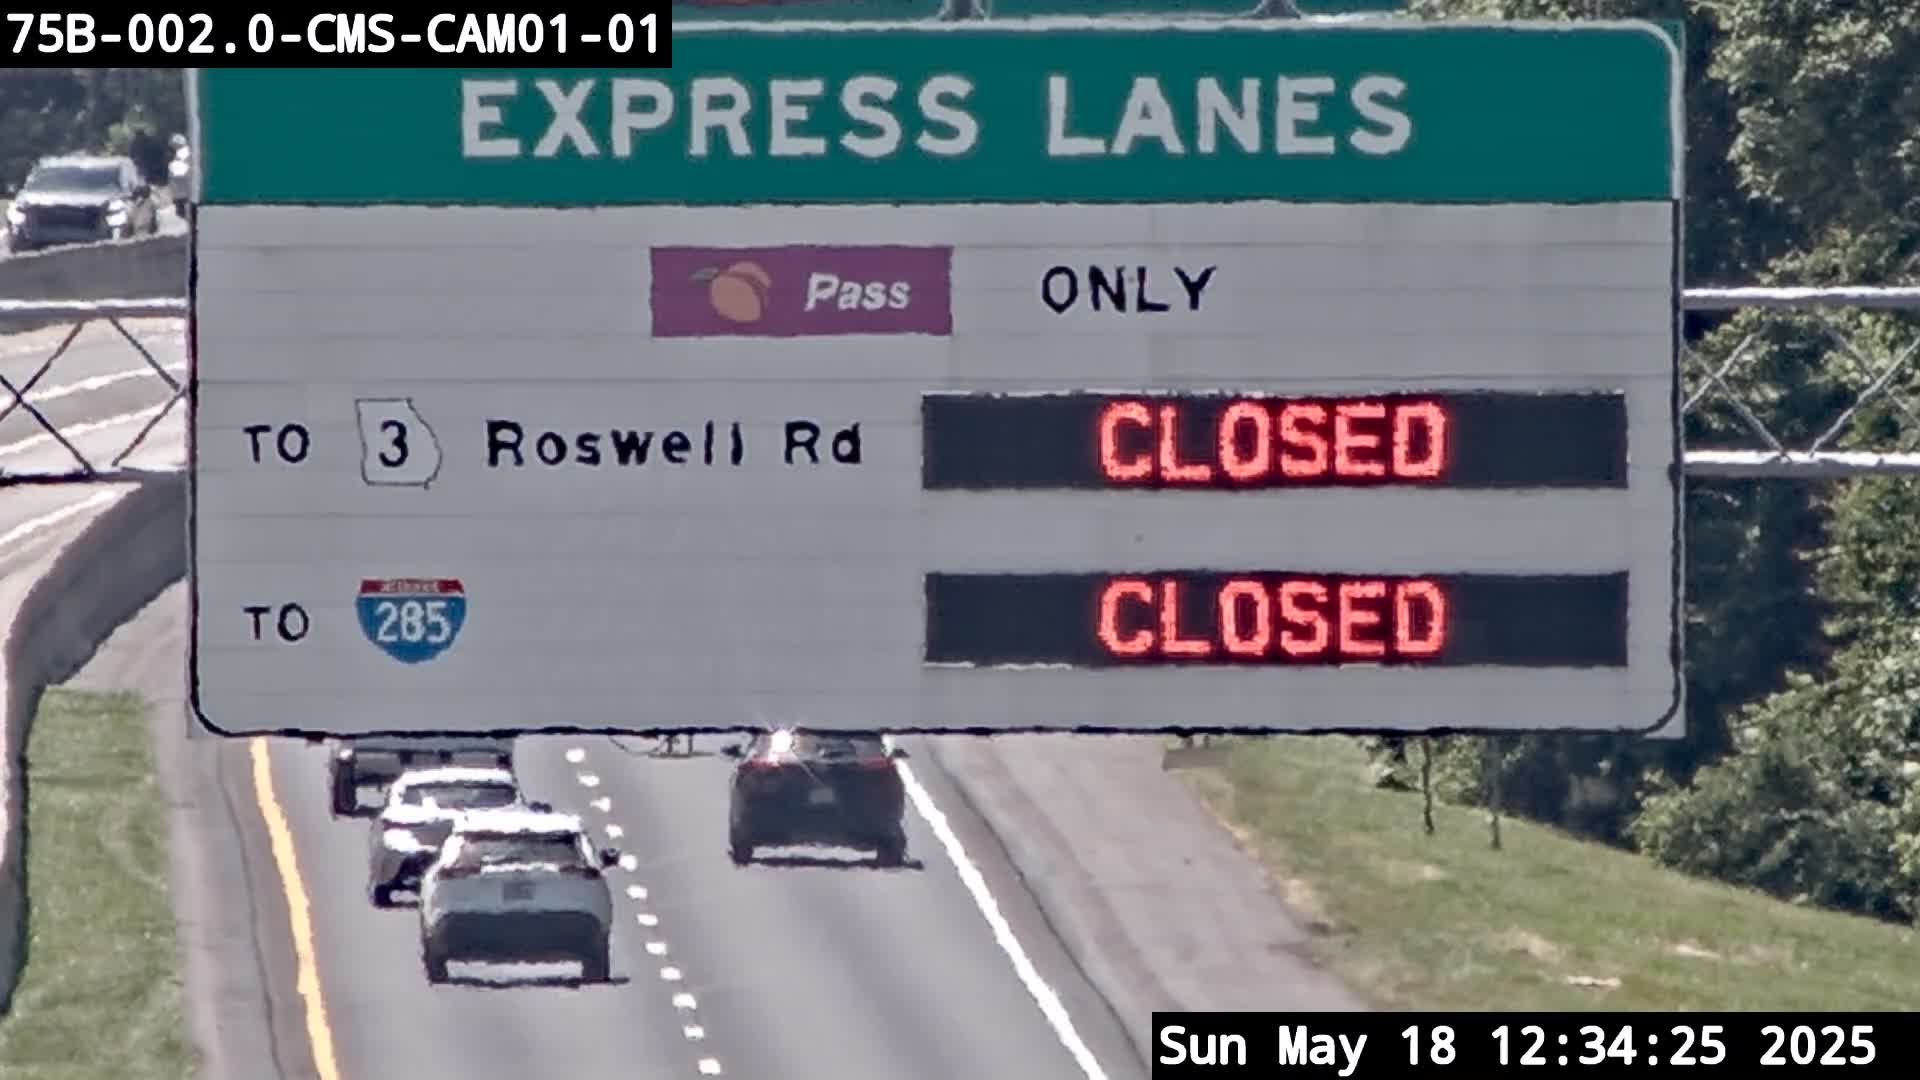 75B-002.0-CMS-CAM01-01
EXPRESS LANES
Pass ONLY
TO 3 Roswell Rd CLOSED
TO 285 CLOSED
Sun May 18 12:34:25 2025